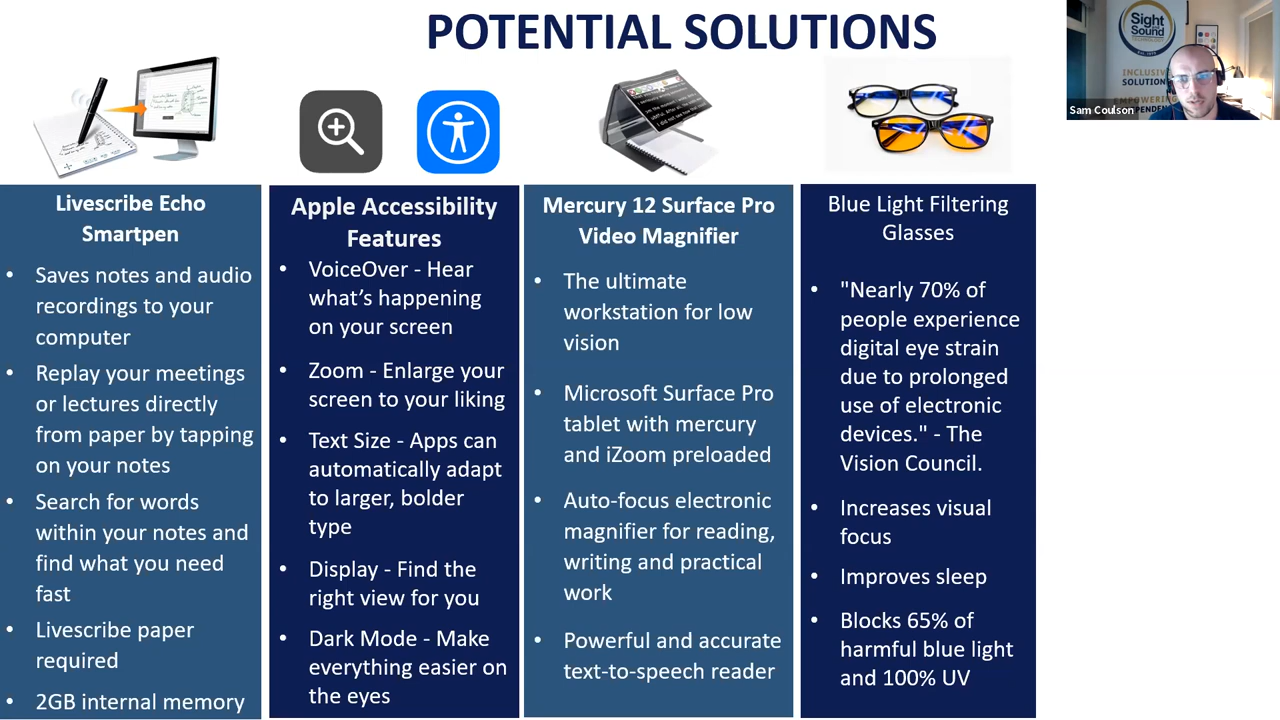 POTENTIAL SOLUTIONS
Sight
Sound
INCLUSIVE
SOLUTION
EMPOWERING
Sam Coulson
Livescribe Echo
Smartpen
• Saves notes and audio
recordings to your
computer
• Replay your meetings
or lectures directly
from paper by tapping
on your notes
• Search for words
within your notes and
find what you need
fast
• Livescribe paper
required
• 2GB internal memory
Apple Accessibility
Features
• VoiceOver - Hear
what’s happening
on your screen
• Zoom - Enlarge your
screen to your liking
• Text Size - Apps can
automatically adapt
to larger, bolder
type
• Display - Find the
right view for you
• Dark Mode - Make
everything easier on
the eyes
Mercury 12 Surface Pro
Video Magnifier
• The ultimate
workstation for low
vision
• Microsoft Surface Pro
tablet with mercury
and iZoom preloaded
• Auto-focus electronic
magnifier for reading,
writing and practical
work
• Powerful and accurate
text-to-speech reader
Blue Light Filtering
Glasses
• "Nearly 70% of
people experience
digital eye strain
due to prolonged
use of electronic
devices." - The
Vision Council.
• Increases visual
focus
• Improves sleep
• Blocks 65% of
harmful blue light
and 100% UV